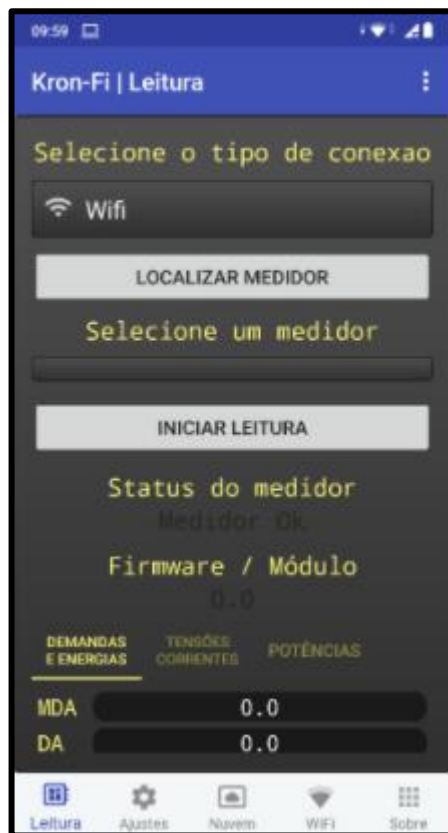 09:59
Kron-Fi | Leitura
Selecione o tipo de conexao
Wifi
LOCALIZAR MEDIDOR
Selecione um medidor
INICIAR LEITURA
Status do medidor
Medidor Ok
Firmware / Módulo
0.0
DEMANDAS
E ENERGIAS
TENSÕES
CORRENTES
POTÊNCIAS
MDA 0.0
DA 0.0
Leitura Ajustes Nuvem WiFi Sobre